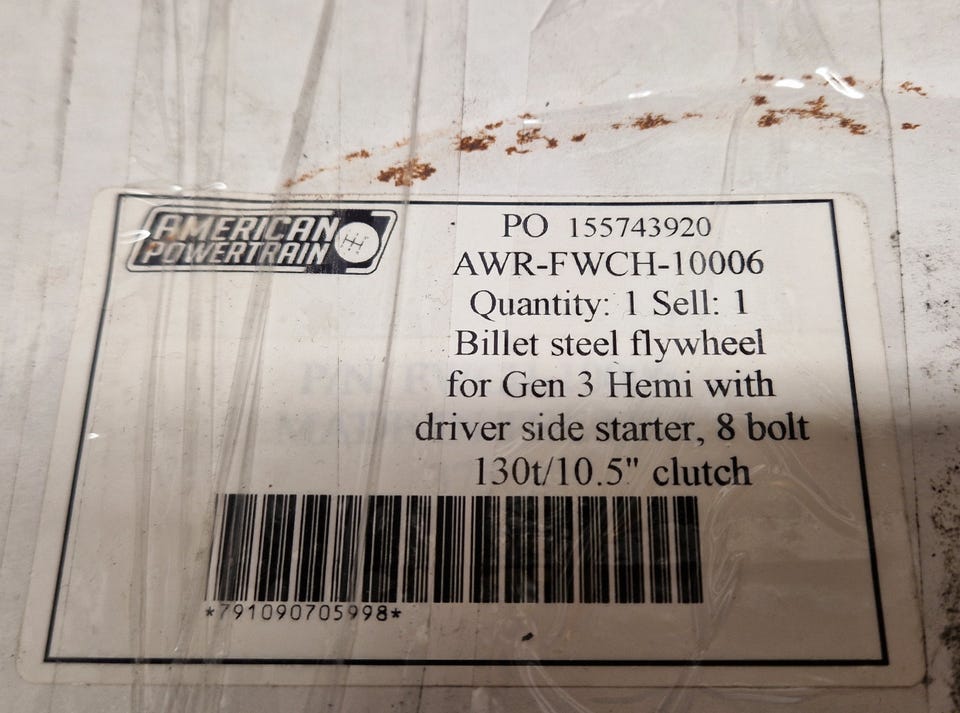 AMERICAN
POWERTRAIN
PO 155743920
AWR-FWCH-10006
Quantity: 1 Sell: 1
Billet steel flywheel
for Gen 3 Hemi with
driver side starter, 8 bolt
130t/10.5" clutch
*791090705998*